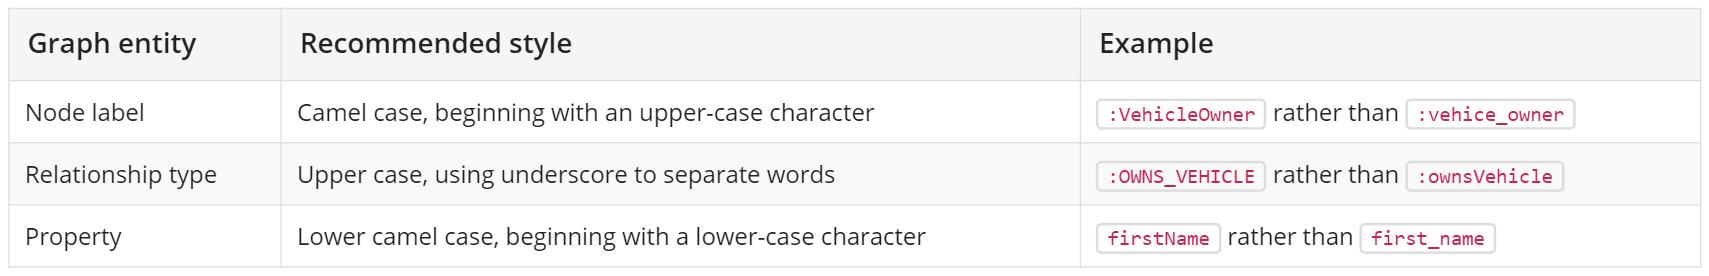 Graph entity Recommended style Example
Node label Camel case, beginning with an upper-case character :VehicleOwner rather than :vehice_owner
Relationship type Upper case, using underscore to separate words :OWNS_VEHICLE rather than :ownsVehicle
Property Lower camel case, beginning with a lower-case character firstName rather than first_name